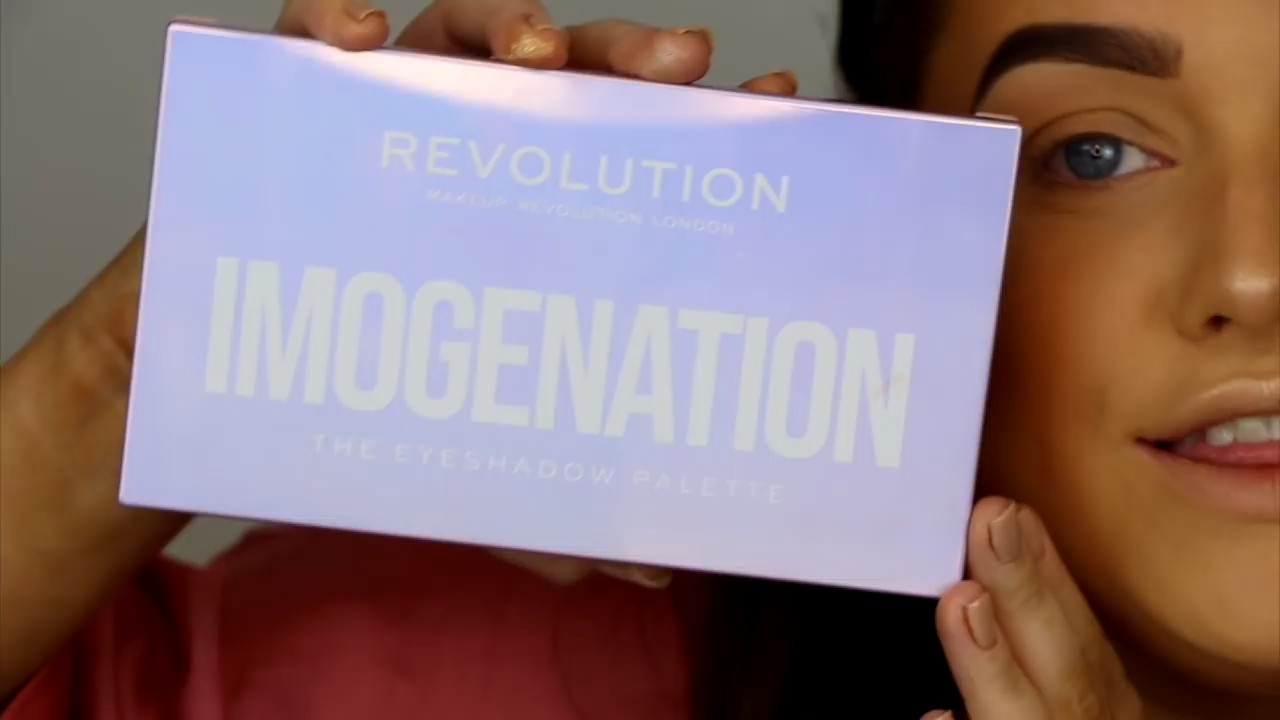 REVOLUTION
MAKEUP REVOLUTION LONDON
IMOGENATION
THE EYESHADOW PALETTE